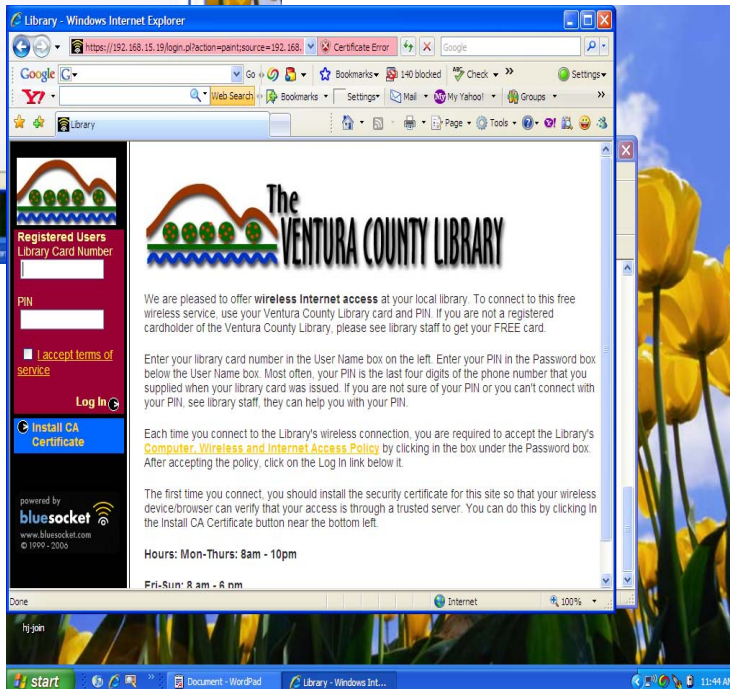 Library - Windows Internet Explorer
https://192.168.15.19/login.pl?action=paint;source=192.168.
Certificate Error
Google
Google G
Go
Bookmarks
140 blocked
Check
»
Settings
Y7
Web Search
Bookmarks
Settings
Mail
My Yahoo!
Groups
»
Library
Page
Tools
The
VENTURA COUNTY LIBRARY
Registered Users
Library Card Number
PIN
I accept terms of
service
Log In
Install CA
Certificate
powered by
bluesocket
www.bluesocket.com
© 1999 - 2006
We are pleased to offer wireless Internet access at your local library. To connect to this free
wireless service, use your Ventura County Library card and PIN. If you are not a registered
cardholder of the Ventura County Library, please see library staff to get your FREE card.
Enter your library card number in the User Name box on the left. Enter your PIN in the Password box
below the User Name box. Most often, your PIN is the last four digits of the phone number that you
supplied when your library card was issued. If you are not sure of your PIN or you can't connect with
your PIN, see library staff, they can help you with your PIN.
Each time you connect to the Library's wireless connection, you are required to accept the Library's
Computer, Wireless and Internet Access Policy by clicking in the box under the Password box.
After accepting the policy, click on the Log In link below it.
The first time you connect, you should install the security certificate for this site so that your wireless
device/browser can verify that your access is through a trusted server. You can do this by clicking In
the Install CA Certificate button near the bottom left.
Hours: Mon-Thurs: 8am - 10pm
Fri-Sun: 8 am - 6 pm
Done
Internet
100%
hj-join
start
»
Document - WordPad
Library - Windows Int...
11:44 AM